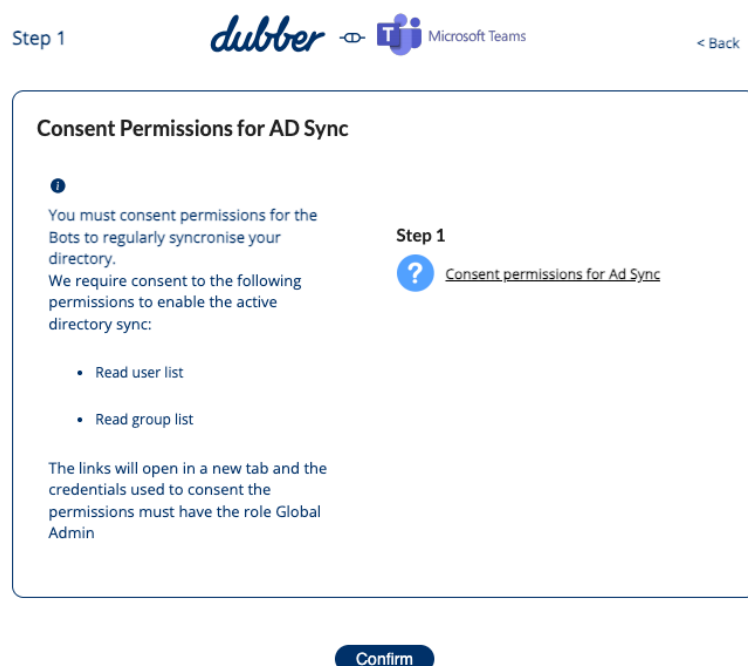 Step 1
dubber
T
Microsoft Teams
< Back
Consent Permissions for AD Sync
i
You must consent permissions for the
Bots to regularly syncronise your
directory.
We require consent to the following
permissions to enable the active
directory sync:
• Read user list
• Read group list
The links will open in a new tab and the
credentials used to consent the
permissions must have the role Global
Admin
Step 1
?
Consent permissions for Ad Sync
Confirm